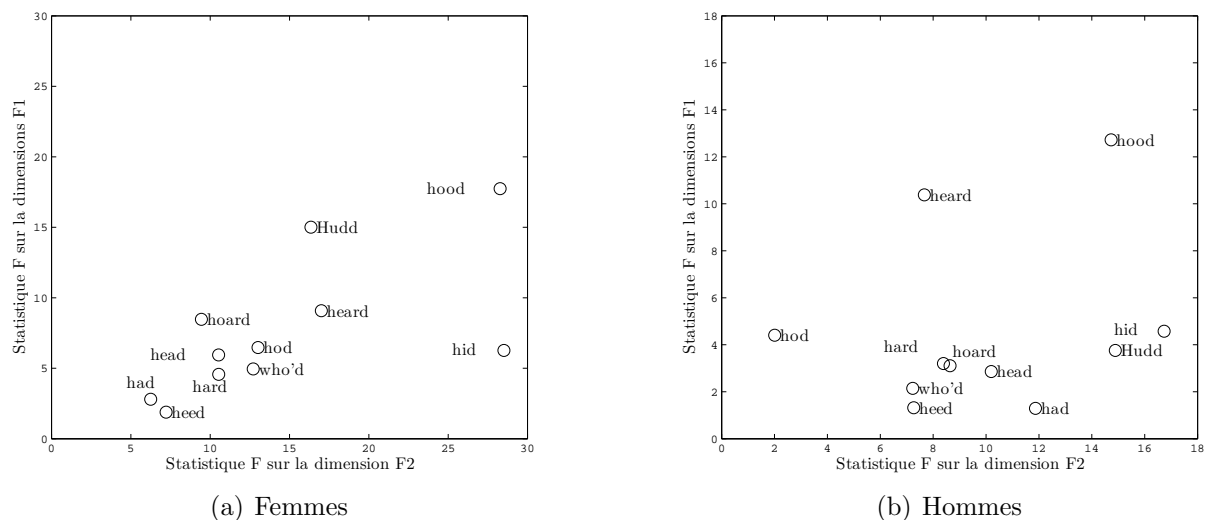 30
25
20
15
10
5
0
Statistique F sur la dimensions F1
hood
Hudd
heard
hoard
hod
head
hid
who'd
hard
had
heed
0 5 10 15 20 25 30
Statistique F sur la dimension F2
(a) Femmes
18
16
14
12
10
8
6
4
2
0
Statistique F sur la dimensions F1
hood
heard
hod
hid
Hudd
hard
hoard
head
who'd
heed
had
0 2 4 6 8 10 12 14 16 18
Statistique F sur la dimension F2
(b) Hommes